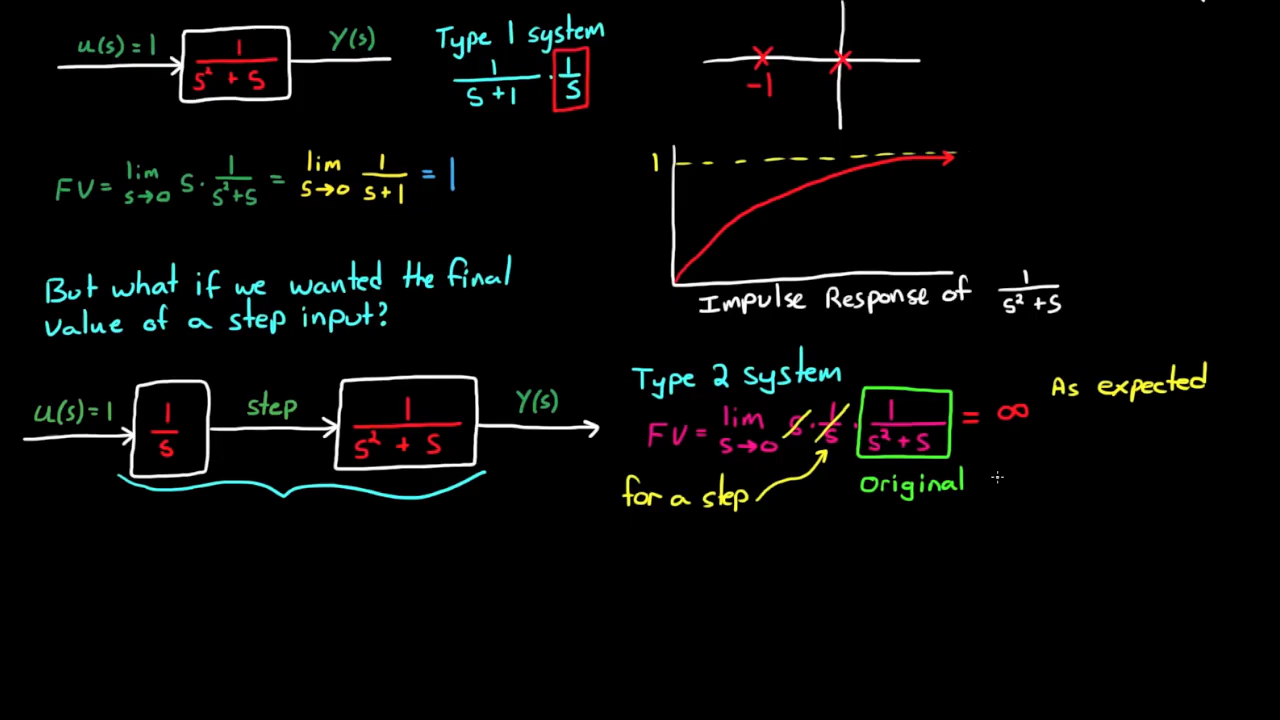 u(s)=1
1
s² + s
Y(s)
Type 1 system
1/(s+1) · 1/s
-1
FV = lim s→0 s · 1/(s²+s) = lim s→0 1/(s+1) = 1
1
Impulse Response of 1/(s²+s)
But what if we wanted the final
value of a step input?
u(s)=1
1/s
step
1/(s² + s)
Y(s)
Type 2 system
FV = lim s→0 s · 1/s · 1/(s²+s) = ∞
As expected
for a step
Original